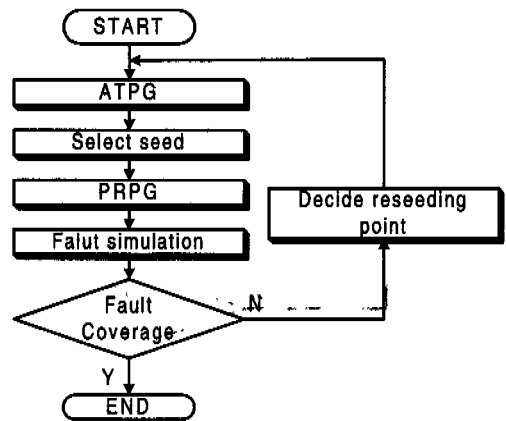 START
ATPG
Select seed
PRPG
Falut simulation
Decide reseeding
point
Fault
Coverage
N
Y
END